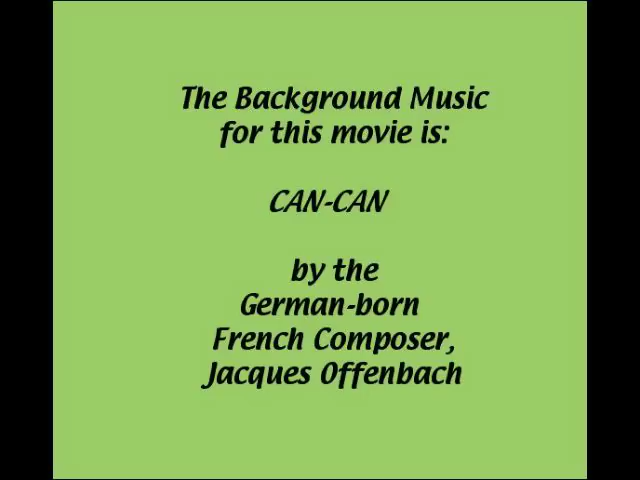 The Background Music
for this movie is:
CAN-CAN
by the
German-born
French Composer,
Jacques Offenbach